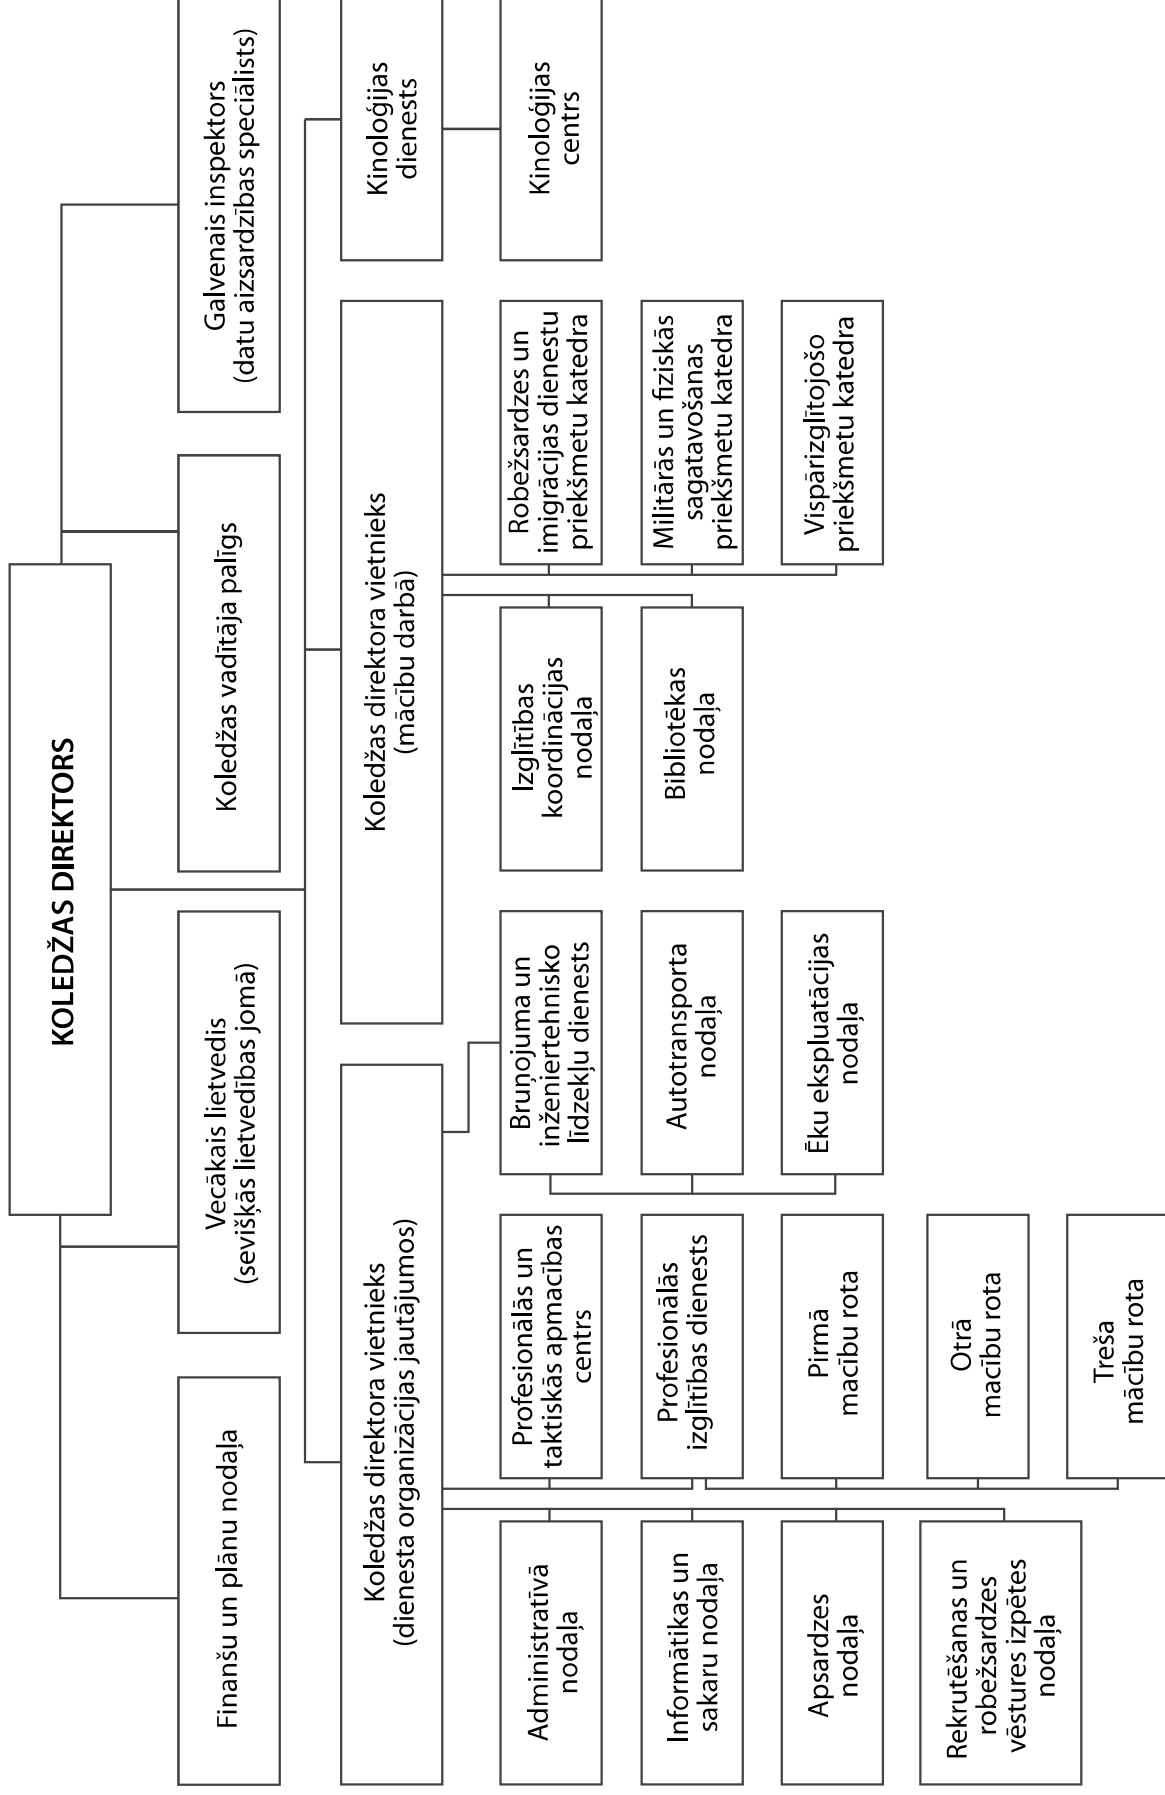 KOLEDŽAS DIREKTORS
Finanšu un plānu nodaļa
Vecākais lietvedis
(sevišķās lietvedības jomā)
Koledžas vadītāja palīgs
Galvenais inspektors
(datu aizsardzības speciālists)
Koledžas direktora vietnieks
(dienesta organizācijas jautājumos)
Koledžas direktora vietnieks
(mācību darbā)
Kinoloģijas
dienests
Administratīvā
nodaļa
Informātikas un
sakaru nodaļa
Apsardzes
nodaļa
Rekrutēšanas un
robežsardzes
vēstures izpētes
nodaļa
Profesionālās un
taktiskās apmacības
centrs
Profesionālās
izglītības dienests
Pirmā
macību rota
Otrā
macību rota
Treša
mācību rota
Bruņojuma un
inženiertehnisko
līdzekļu dienests
Autotransporta
nodaļa
Ēku ekspluatācijas
nodaļa
Izglītības
koordinācijas
nodaļa
Bibliotēkas
nodaļa
Robežsardzes un
imigrācijas dienestu
priekšmetu katedra
Militārās un fiziskās
sagatavošanas
priekšmetu katedra
Vispārizglītojošo
priekšmetu katedra
Kinoloģijas
centrs